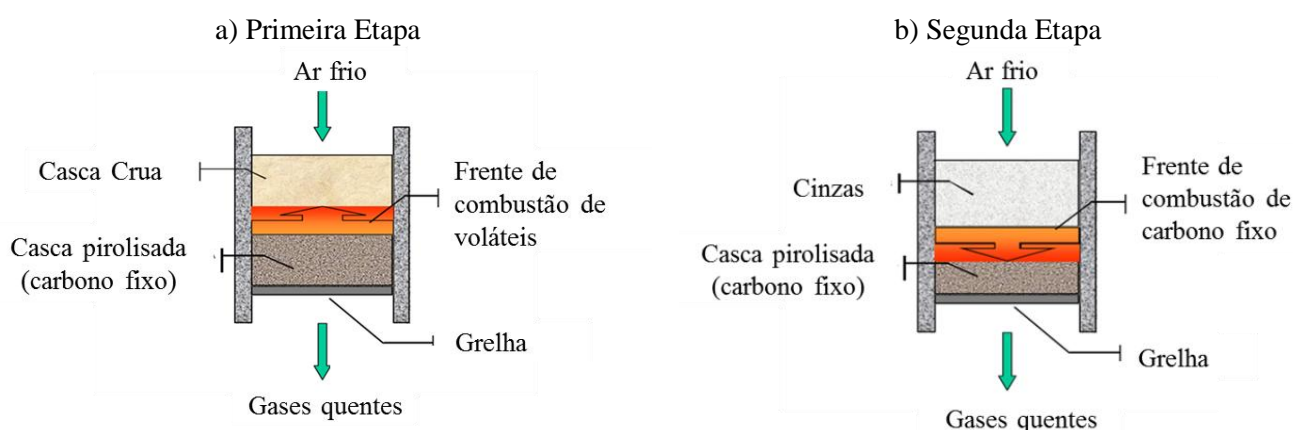 a) Primeira Etapa
Ar frio
Casca Crua
Frente de
combustão de
voláteis
Casca pirolisada
(carbono fixo)
Grelha
Gases quentes
b) Segunda Etapa
Ar frio
Cinzas
Frente de
combustão de
carbono fixo
Casca pirolisada
(carbono fixo)
Grelha
Gases quentes